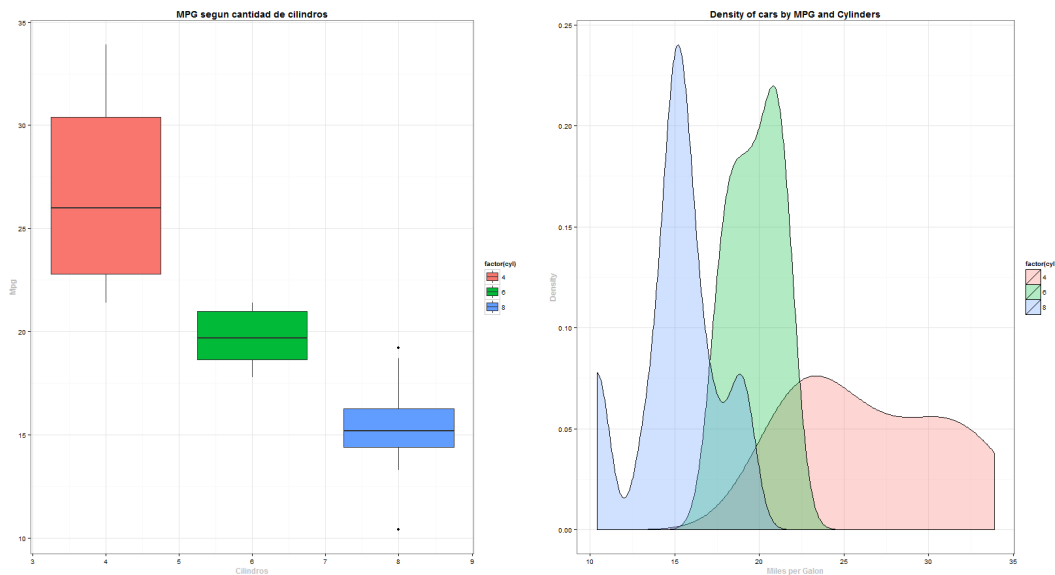 MPG segun cantidad de cilindros
35
30
25
20
15
10
Mpg
3 4 5 6 7 8 9
Cilindros
factor(cyl)
4
6
8
Density of cars by MPG and Cylinders
0.25
0.20
0.15
0.10
0.05
0.00
Density
10 15 20 25 30 35
Miles per Galon
factor(cyl
4
6
8